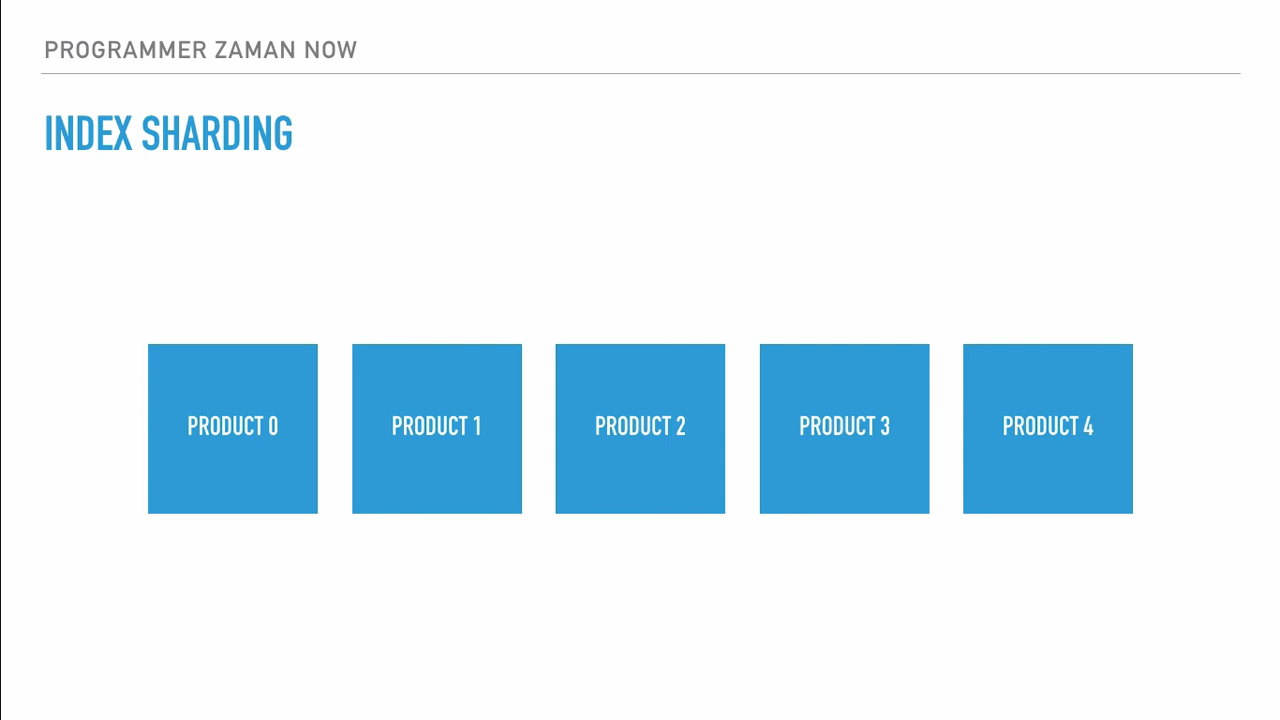 PROGRAMMER ZAMAN NOW
INDEX SHARDING
PRODUCT 0
PRODUCT 1
PRODUCT 2
PRODUCT 3
PRODUCT 4